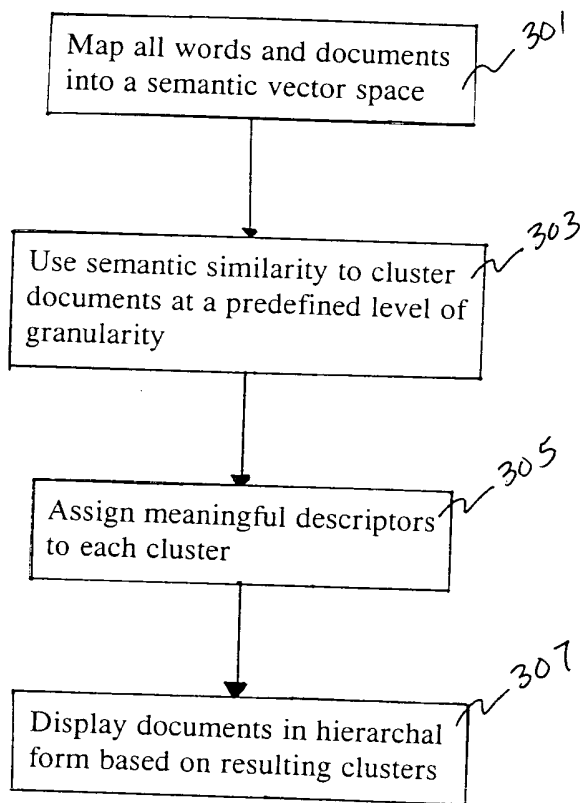 Map all words and documents
into a semantic vector space
301
Use semantic similarity to cluster
documents at a predefined level of
granularity
303
Assign meaningful descriptors
to each cluster
305
Display documents in hierarchal
form based on resulting clusters
307